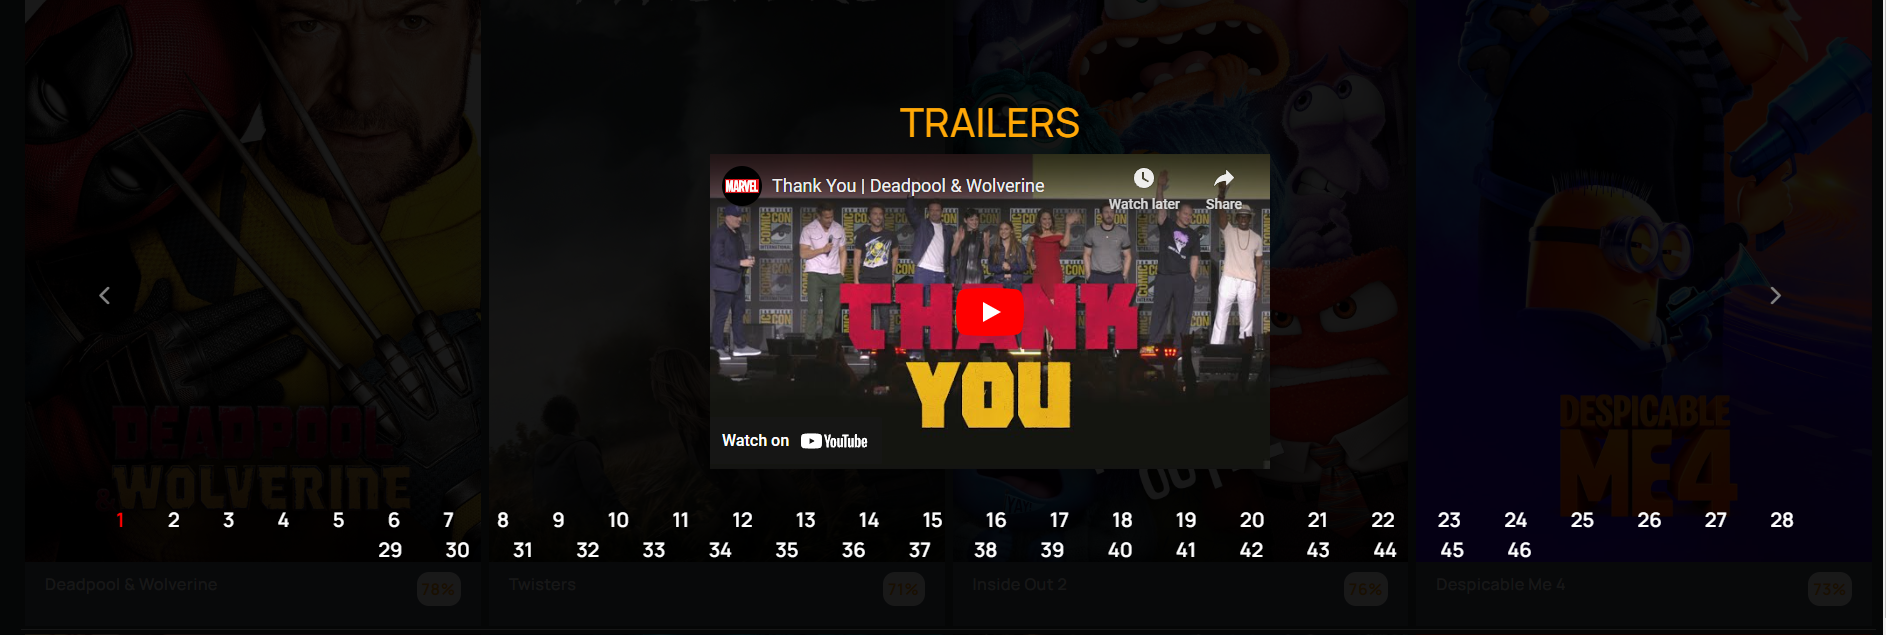 TRAILERS
MARVEL
Thank You | Deadpool & Wolverine
Watch later
Share
THANK
YOU
Watch on YouTube
DEADPOOL
& WOLVERINE
DESPICABLE
ME 4
1 2 3 4 5 6 7 8 9 10 11 12 13 14 15 16 17 18 19 20 21 22 23 24 25 26 27 28
29 30 31 32 33 34 35 36 37 38 39 40 41 42 43 44 45 46
Deadpool & Wolverine 78% Twisters 71% Inside Out 2 76% Despicable Me 4 73%